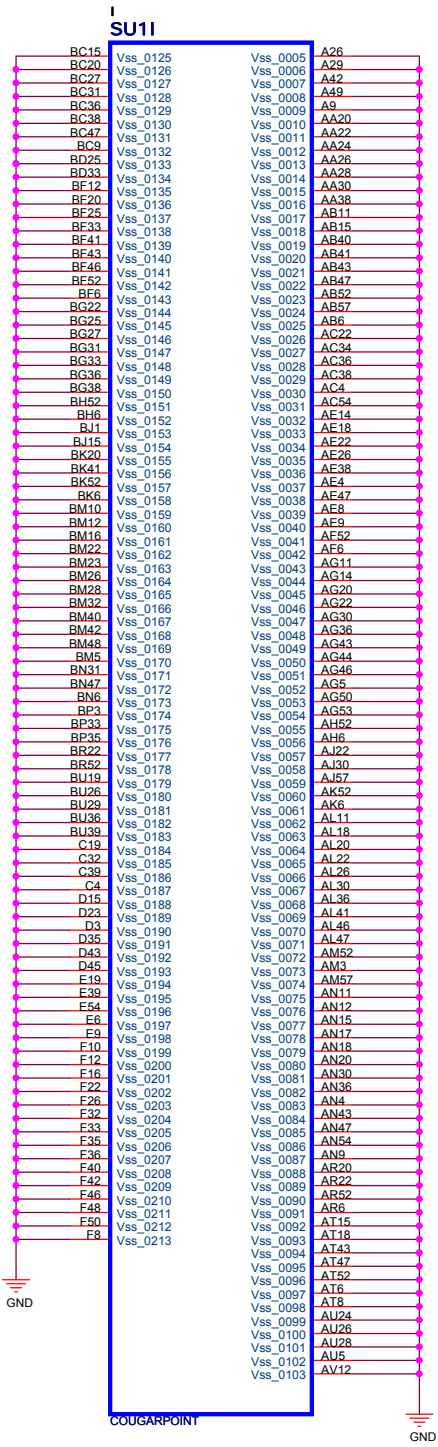 I
SU1I
BC15 Vss_0125 Vss_0005 A26
BC20 Vss_0126 Vss_0006 A29
BC27 Vss_0127 Vss_0007 A42
BC31 Vss_0128 Vss_0008 A49
BC36 Vss_0129 Vss_0009 A9
BC38 Vss_0130 Vss_0010 AA20
BC47 Vss_0131 Vss_0011 AA22
BC9 Vss_0132 Vss_0012 AA24
BD25 Vss_0133 Vss_0013 AA26
BD33 Vss_0134 Vss_0014 AA28
BF12 Vss_0135 Vss_0015 AA30
BF20 Vss_0136 Vss_0016 AA38
BF25 Vss_0137 Vss_0017 AB11
BF33 Vss_0138 Vss_0018 AB15
BF41 Vss_0139 Vss_0019 AB40
BF43 Vss_0140 Vss_0020 AB41
BF46 Vss_0141 Vss_0021 AB43
BF52 Vss_0142 Vss_0022 AB47
BF6 Vss_0143 Vss_0023 AB52
BG22 Vss_0144 Vss_0024 AB57
BG25 Vss_0145 Vss_0025 AB6
BG27 Vss_0146 Vss_0026 AC22
BG31 Vss_0147 Vss_0027 AC34
BG33 Vss_0148 Vss_0028 AC36
BG36 Vss_0149 Vss_0029 AC38
BG38 Vss_0150 Vss_0030 AC4
BH52 Vss_0151 Vss_0031 AC54
BH6 Vss_0152 Vss_0032 AE14
BJ1 Vss_0153 Vss_0033 AE18
BJ15 Vss_0154 Vss_0034 AE22
BK20 Vss_0155 Vss_0035 AE26
BK41 Vss_0156 Vss_0036 AE38
BK52 Vss_0157 Vss_0037 AE4
BK6 Vss_0158 Vss_0038 AE47
BM10 Vss_0159 Vss_0039 AE8
BM12 Vss_0160 Vss_0040 AE9
BM16 Vss_0161 Vss_0041 AF52
BM22 Vss_0162 Vss_0042 AF6
BM23 Vss_0163 Vss_0043 AG11
BM26 Vss_0164 Vss_0044 AG14
BM28 Vss_0165 Vss_0045 AG20
BM32 Vss_0166 Vss_0046 AG22
BM40 Vss_0167 Vss_0047 AG30
BM42 Vss_0168 Vss_0048 AG36
BM48 Vss_0169 Vss_0049 AG43
BM5 Vss_0170 Vss_0050 AG44
BN31 Vss_0171 Vss_0051 AG46
BN47 Vss_0172 Vss_0052 AG5
BN6 Vss_0173 Vss_0053 AG50
BP3 Vss_0174 Vss_0054 AG53
BP33 Vss_0175 Vss_0055 AH52
BP35 Vss_0176 Vss_0056 AH6
BR22 Vss_0177 Vss_0057 AJ22
BR52 Vss_0178 Vss_0058 AJ30
BU19 Vss_0179 Vss_0059 AJ57
BU26 Vss_0180 Vss_0060 AK52
BU29 Vss_0181 Vss_0061 AK6
BU36 Vss_0182 Vss_0062 AL11
BU39 Vss_0183 Vss_0063 AL18
C19 Vss_0184 Vss_0064 AL20
C32 Vss_0185 Vss_0065 AL22
C39 Vss_0186 Vss_0066 AL26
C4 Vss_0187 Vss_0067 AL30
D15 Vss_0188 Vss_0068 AL36
D23 Vss_0189 Vss_0069 AL41
D3 Vss_0190 Vss_0070 AL46
D35 Vss_0191 Vss_0071 AL47
D43 Vss_0192 Vss_0072 AM52
D45 Vss_0193 Vss_0073 AM3
E19 Vss_0194 Vss_0074 AM57
E39 Vss_0195 Vss_0075 AN11
E54 Vss_0196 Vss_0076 AN12
E6 Vss_0197 Vss_0077 AN15
E9 Vss_0198 Vss_0078 AN17
F10 Vss_0199 Vss_0079 AN18
F12 Vss_0200 Vss_0080 AN20
F16 Vss_0201 Vss_0081 AN30
F22 Vss_0202 Vss_0082 AN36
F26 Vss_0203 Vss_0083 AN4
F32 Vss_0204 Vss_0084 AN43
F33 Vss_0205 Vss_0085 AN47
F35 Vss_0206 Vss_0086 AN54
F36 Vss_0207 Vss_0087 AN9
F40 Vss_0208 Vss_0088 AR20
F42 Vss_0209 Vss_0089 AR22
F46 Vss_0210 Vss_0090 AR52
F48 Vss_0211 Vss_0091 AR6
F50 Vss_0212 Vss_0092 AT15
F8 Vss_0213 Vss_0093 AT18
Vss_0094 AT43
Vss_0095 AT47
Vss_0096 AT52
Vss_0097 AT6
Vss_0098 AT8
Vss_0099 AU24
Vss_0100 AU26
Vss_0101 AU28
Vss_0102 AU5
Vss_0103 AV12
GND
COUGARPOINT
GND